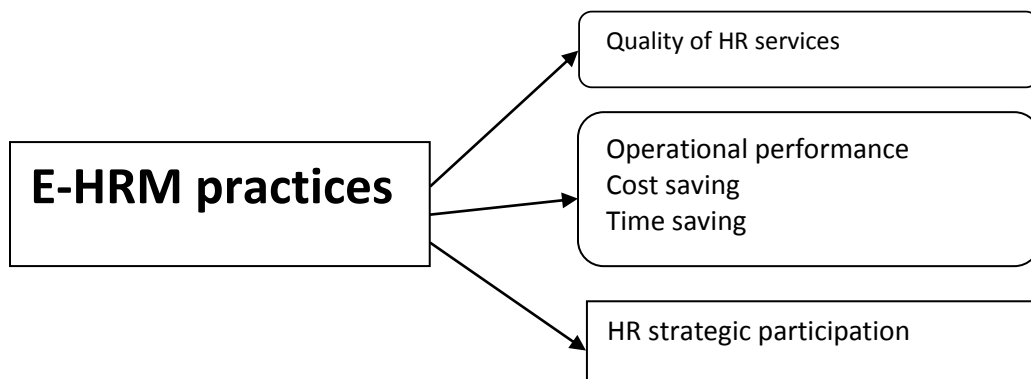 Quality of HR services
E-HRM practices
Operational performance
Cost saving
Time saving
HR strategic participation